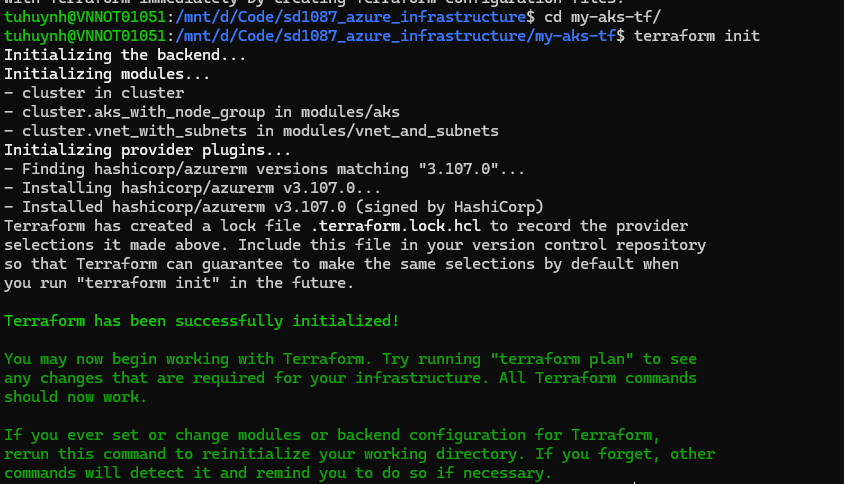 with Terraform immediately by creating Terraform configuration files.
tuhuynh@VNNOT01051:/mnt/d/Code/sd1087_azure_infrastructure$ cd my-aks-tf/
tuhuynh@VNNOT01051:/mnt/d/Code/sd1087_azure_infrastructure/my-aks-tf$ terraform init
Initializing the backend...
Initializing modules...
- cluster in cluster
- cluster.aks_with_node_group in modules/aks
- cluster.vnet_with_subnets in modules/vnet_and_subnets
Initializing provider plugins...
- Finding hashicorp/azurerm versions matching "3.107.0"...
- Installing hashicorp/azurerm v3.107.0...
- Installed hashicorp/azurerm v3.107.0 (signed by HashiCorp)
Terraform has created a lock file .terraform.lock.hcl to record the provider
selections it made above. Include this file in your version control repository
so that Terraform can guarantee to make the same selections by default when
you run "terraform init" in the future.
Terraform has been successfully initialized!
You may now begin working with Terraform. Try running "terraform plan" to see
any changes that are required for your infrastructure. All Terraform commands
should now work.
If you ever set or change modules or backend configuration for Terraform,
rerun this command to reinitialize your working directory. If you forget, other
commands will detect it and remind you to do so if necessary.